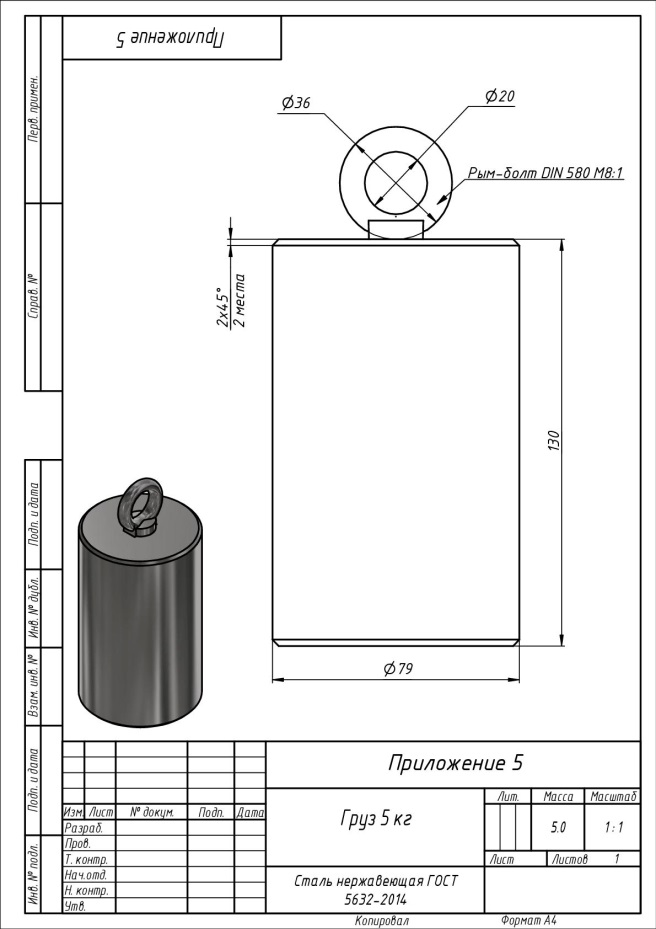 Приложение 5
Перв. примен.
Справ. №
Подп. и дата
Инв. № дубл.
Взам. инв. №
Подп. и дата
Инв. № подл.
Ø36
Ø20
Рым-болт DIN 580 М8:1
2x45°
2 места
130
Ø79
Приложение 5
Изм. Лист № докум. Подп. Дата
Разраб.
Пров.
Т. контр.
Нач.отд.
Н. контр.
Утв.
Груз 5 кг
Лит. Масса Масштаб
5.0 1:1
Лист Листов 1
Сталь нержавеющая ГОСТ
5632-2014
Копировал Формат А4